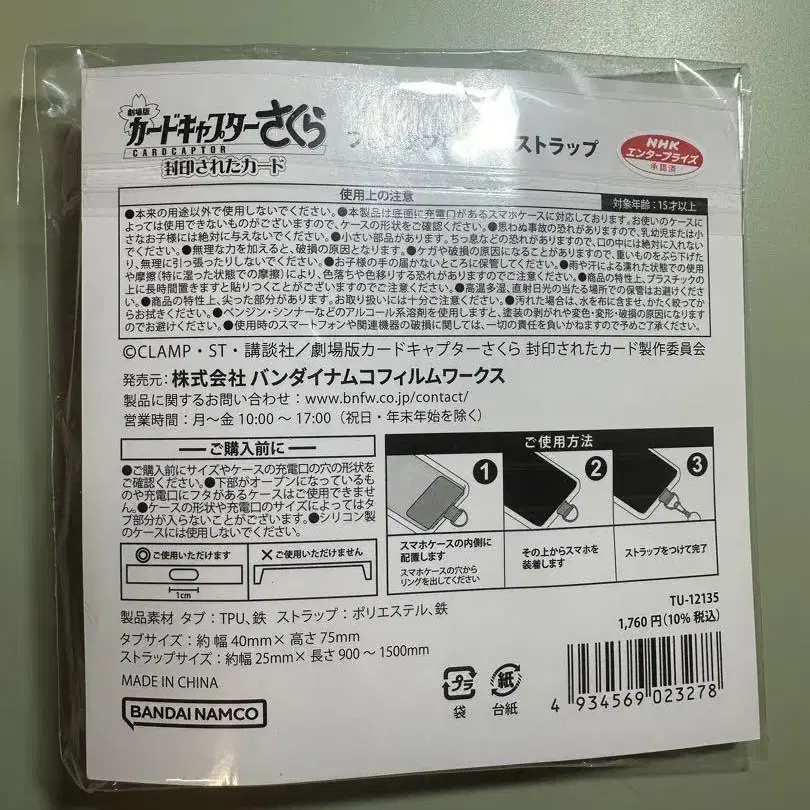 劇場版
カードキャプターさくら
CARDCAPTOR
封印されたカード
ストラップ
NHK
エンタープライズ
承認済
使用上の注意
対象年齢:15才以上
●本来の用途以外で使用しないでください。●本製品は底面に充電口があるスマホケースに対応しております。お使いのケースに
よっては使用できないものがございますので、ケースの形状をご確認ください。●思わぬ事故の恐れがありますので、乳幼児または小
さなお子様には絶対に与えないでください。●小さい部品があります。ちっ息などの恐れがありますので、口の中には絶対に入れない
でください。●無理な力を加えると、破損の原因となります。●ケガや破損の原因になることがありますので、重いものをぶら下げた
り、無理に引っ張ったりしないでください。●お子様の手の届かないところに保管してください。●雨や汗による濡れた状態での使用
や摩擦(特に湿った状態での摩擦)により、色落ちや色移りする恐れがありますのでご注意ください。●商品の特性上、プラスチックの
上に長時間置きますと貼りつくことがございますのでご注意ください。●高温多湿、直射日光の当たる場所での保管はお避けくださ
い。●商品の特性上、尖った部分があります。お取り扱いには十分ご注意ください。●汚れた場合は、水を布に含ませ、かたく絞ってか
らお拭きください。●ベンジン・シンナーなどのアルコール系溶剤を使用しますと、塗装の剥がれや変色・変形・破損の原因になります
のでお避けください。●使用時のスマートフォンや関連機器の破損に関しては、一切の責任を負いかねますので予めご了承ください。
©CLAMP・ST・講談社/劇場版カードキャプターさくら 封印されたカード製作委員会
発売元:株式会社 バンダイナムコフィルムワークス
製品に関するお問い合わせ:www.bnfw.co.jp/contact/
営業時間:月～金 10:00～17:00(祝日・年末年始を除く)
ご購入前に
●ご購入前にサイズやケースの充電口の穴の形状を
ご確認ください。●下部がオープンになっているも
のや充電口にフタがあるケースはご使用できませ
ん。●ケースの形状や充電口のサイズによってはタ
ブ部分が入らないことがございます。●シリコン製
のケースには使用しないでください。
◎ご使用いただけます
×ご使用いただけません
1cm
ご使用方法
1
2
3
スマホケースの内側に
配置します
スマホケースの穴から
リングを出してください
その上からスマホを
装着します
ストラップをつけて完了
製品素材 タブ:TPU、鉄 ストラップ:ポリエステル、鉄
タブサイズ:約 幅 40mm×高さ 75mm
ストラップサイズ:約幅 25mm×長さ 900～1500mm
MADE IN CHINA
BANDAI NAMCO
プラ
袋
紙
台紙
TU-12135
1,760円(10%税込)
4 934569 023278